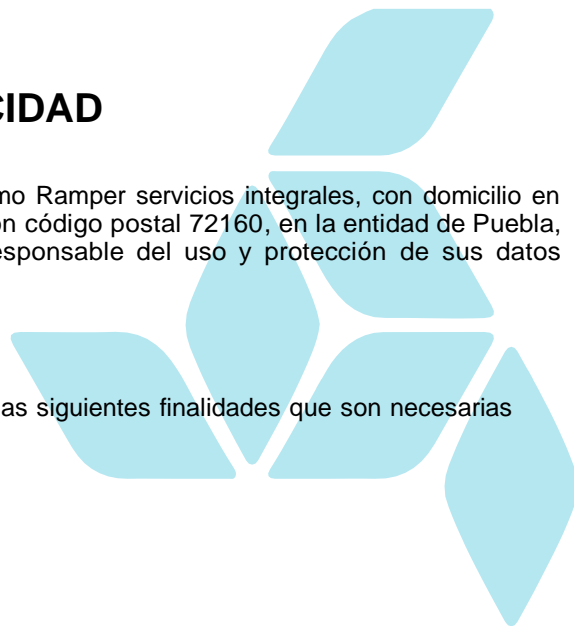 CIDAD
mo Ramper servicios integrales, con domicilio en
on código postal 72160, en la entidad de Puebla,
esponsable del uso y protección de sus datos
as siguientes finalidades que son necesarias